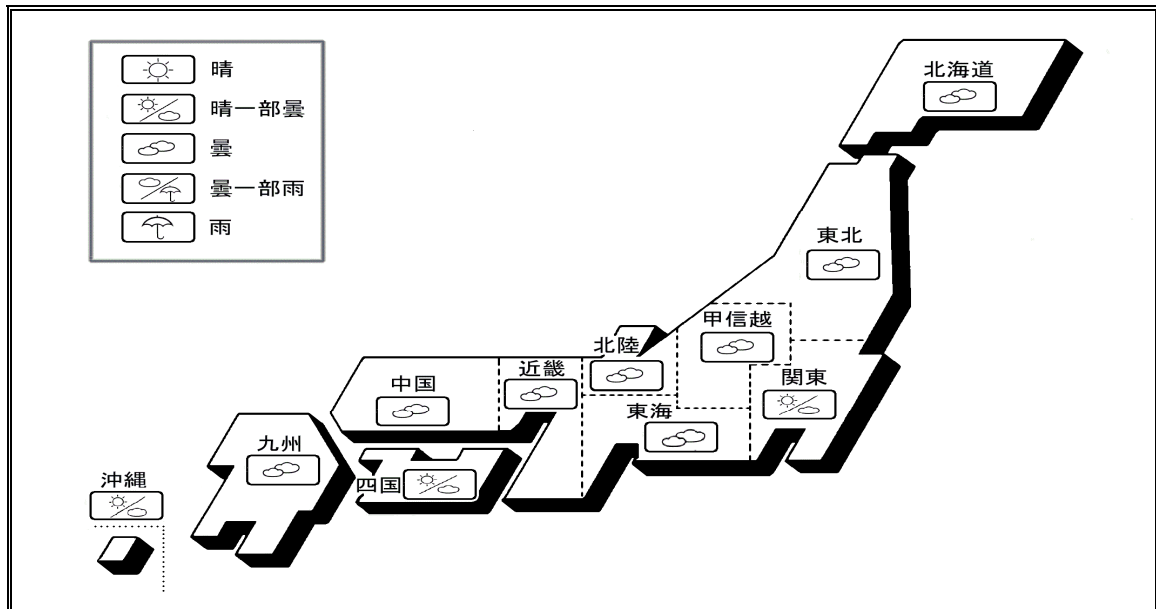 晴
晴一部曇
曇
曇一部雨
雨
北海道
東北
甲信越
北陸
関東
近畿
中国
東海
九州
四国
沖縄